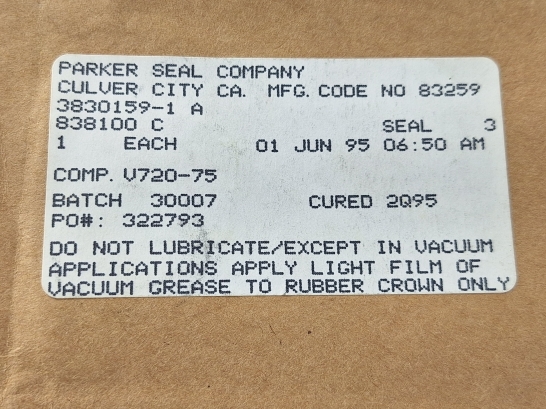 PARKER SEAL COMPANY
CULVER CITY CA. MFG. CODE NO 83259
3830159-1 A
838100 C SEAL 3
1 EACH 01 JUN 95 06:50 AM
COMP. V720-75
BATCH 30007 CURED 2Q95
PO#: 322793
DO NOT LUBRICATE/EXCEPT IN VACUUM
APPLICATIONS APPLY LIGHT FILM OF
VACUUM GREASE TO RUBBER CROWN ONLY